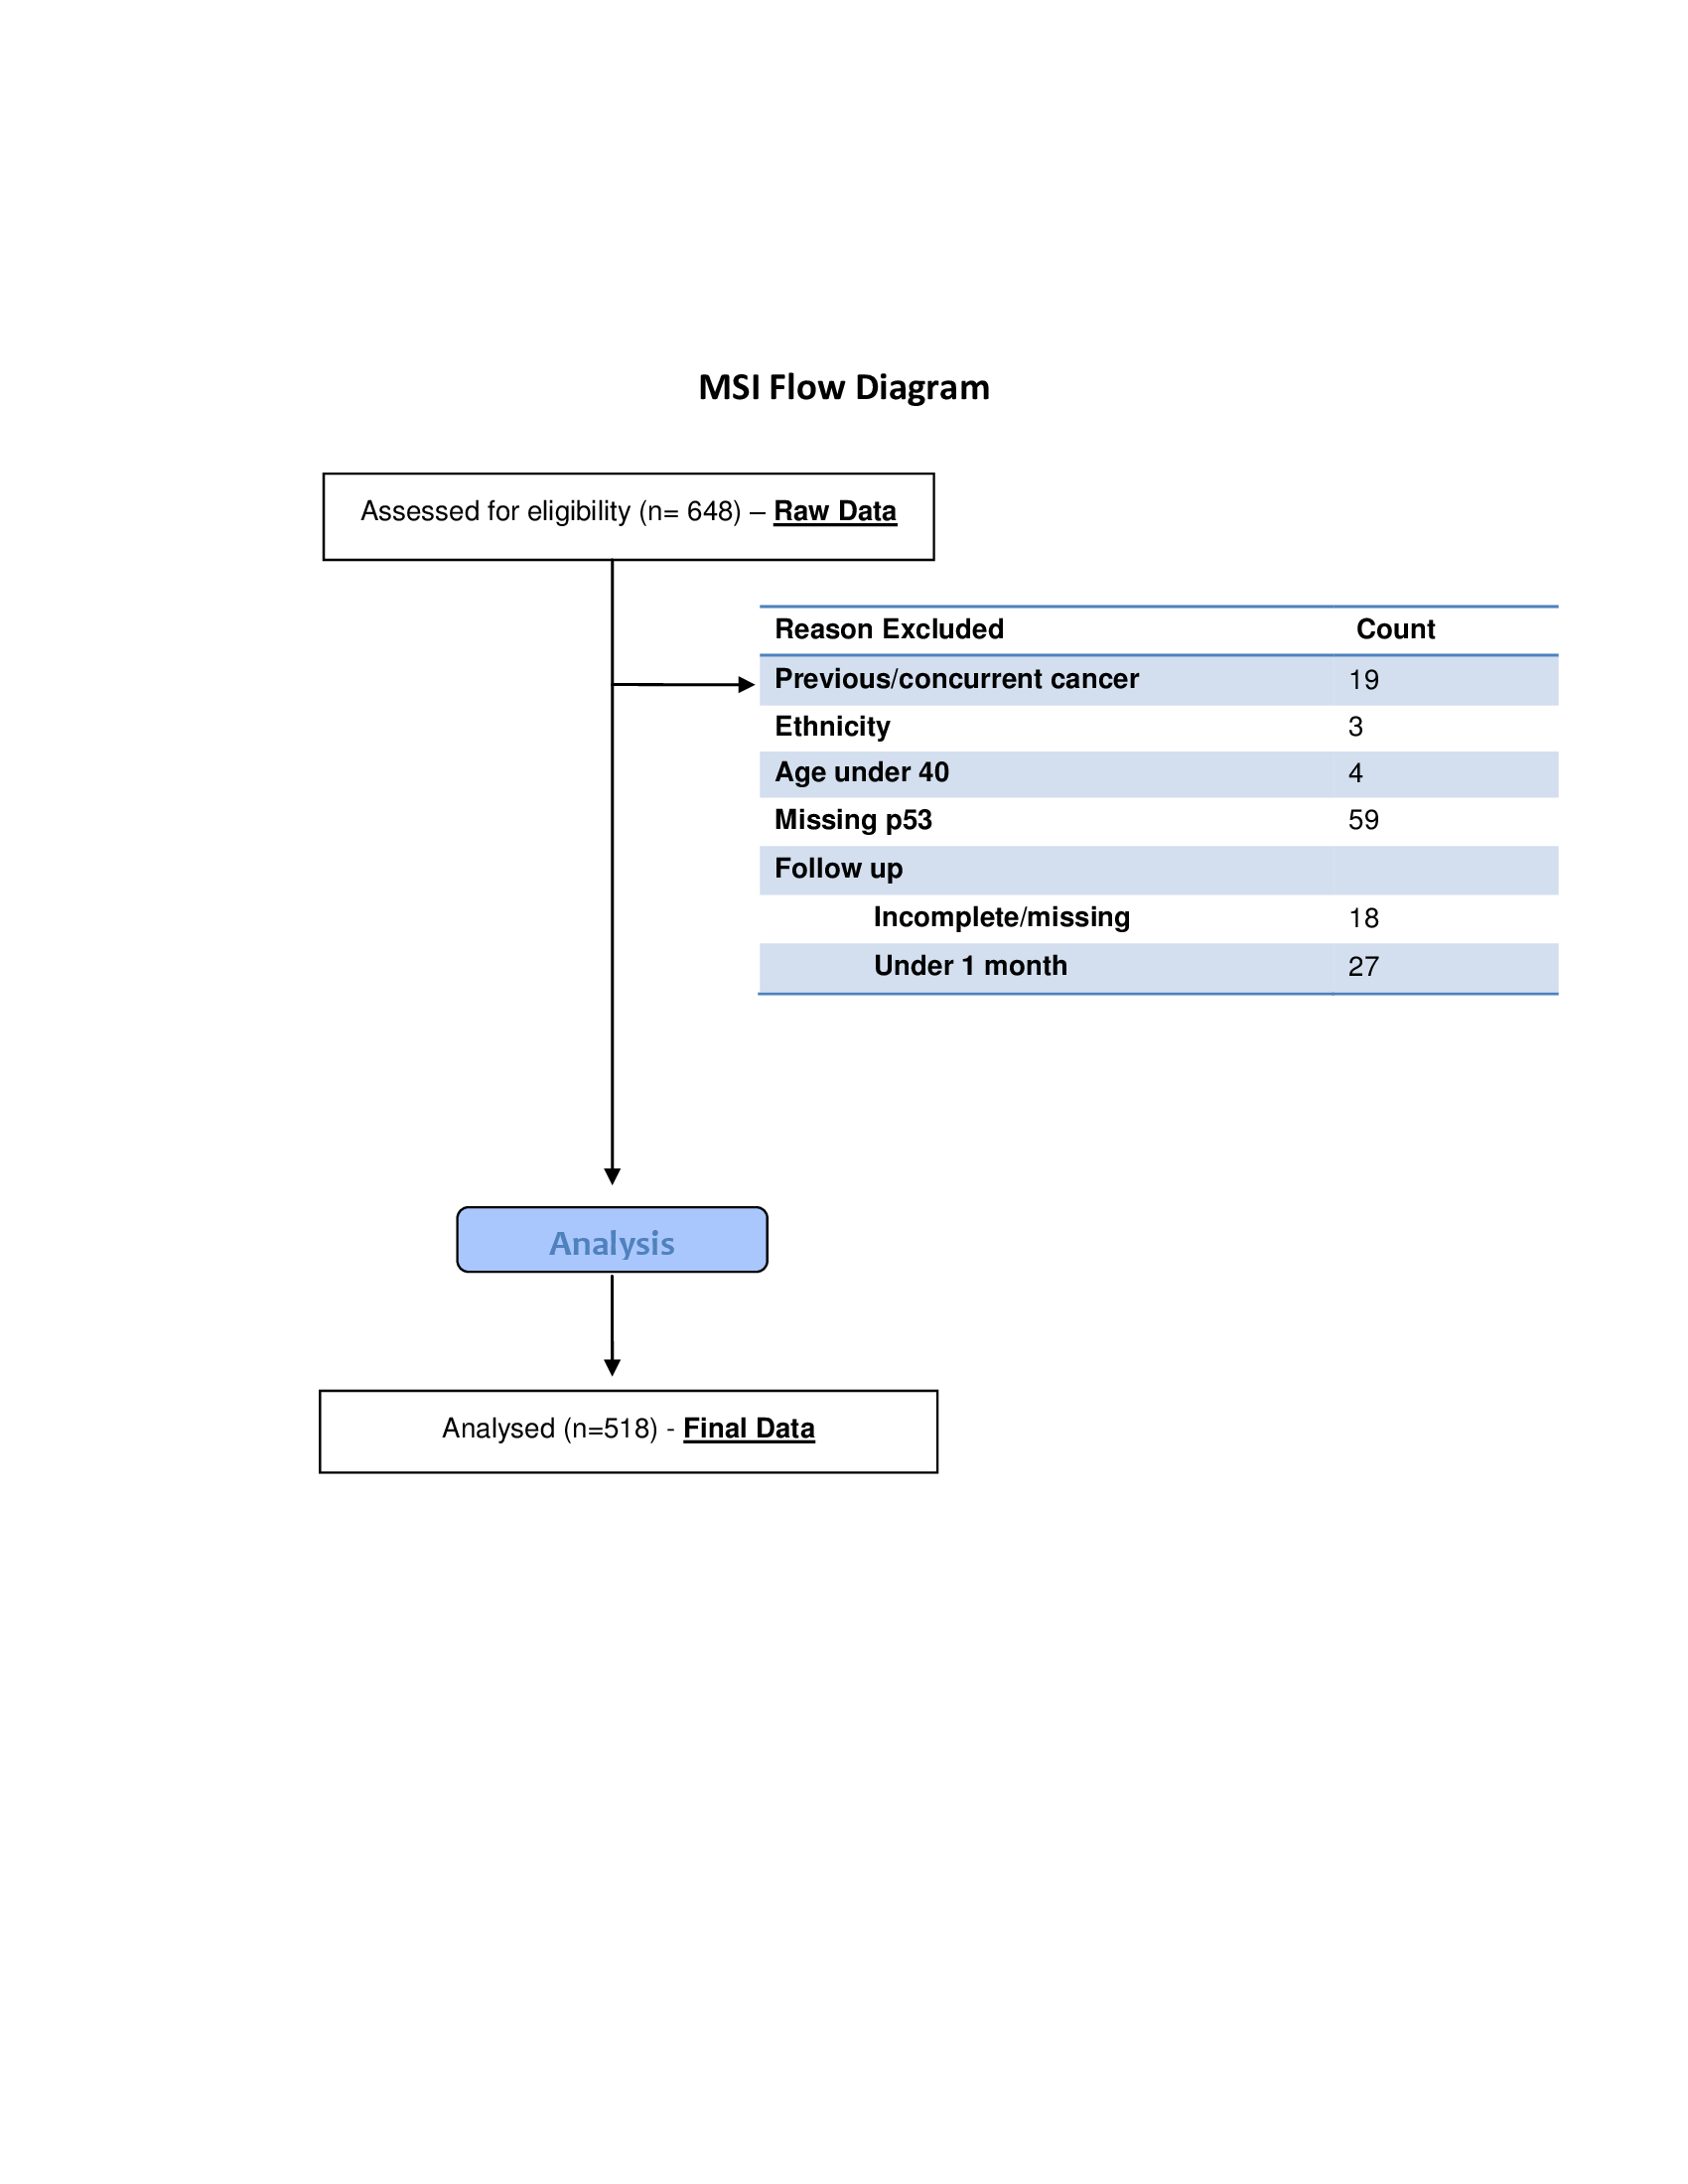 MSI Flow Diagram
Assessed for eligibility (n= 648) – Raw Data
Reason Excluded Count
Previous/concurrent cancer 19
Ethnicity 3
Age under 40 4
Missing p53 59
Follow up
Incomplete/missing 18
Under 1 month 27
Analysis
Analysed (n=518) - Final Data